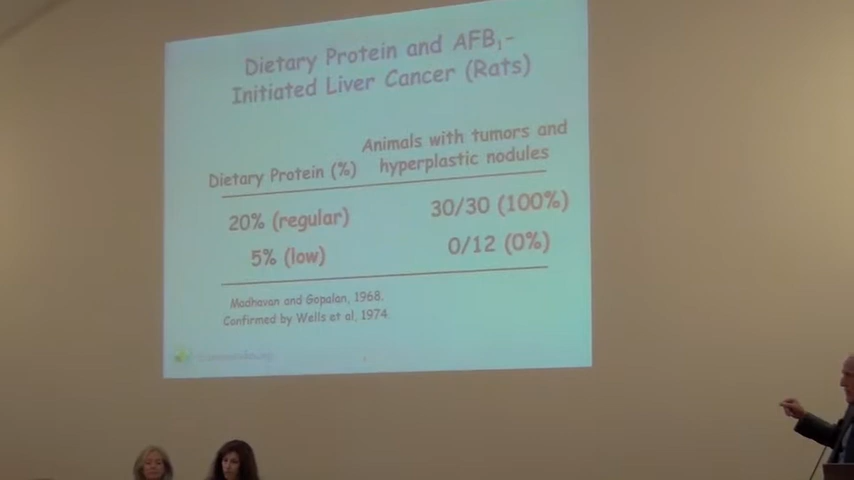 Dietary Protein and AFB₁-
Initiated Liver Cancer (Rats)
Animals with tumors and
Dietary Protein (%) hyperplastic nodules
20% (regular) 30/30 (100%)
5% (low) 0/12 (0%)
Madhavan and Gopalan, 1968.
Confirmed by Wells et al, 1974.